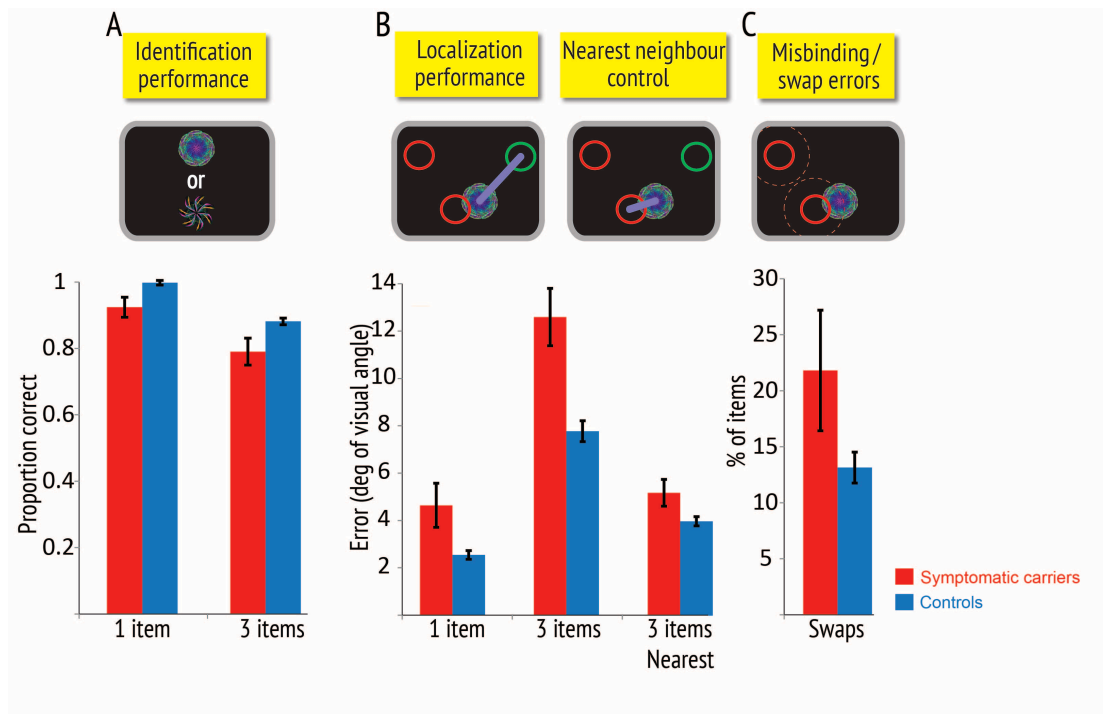 A
Identification
performance
B
Localization
performance
Nearest neighbour
control
C
Misbinding/
swap errors
or
Proportion correct
1
0.8
0.6
0.4
0.2
1 item
3 items
Error (deg of visual angle)
14
12
10
8
6
4
2
1 item
3 items
3 items
Nearest
% of items
30
25
20
15
10
5
Swaps
Symptomatic carriers
Controls